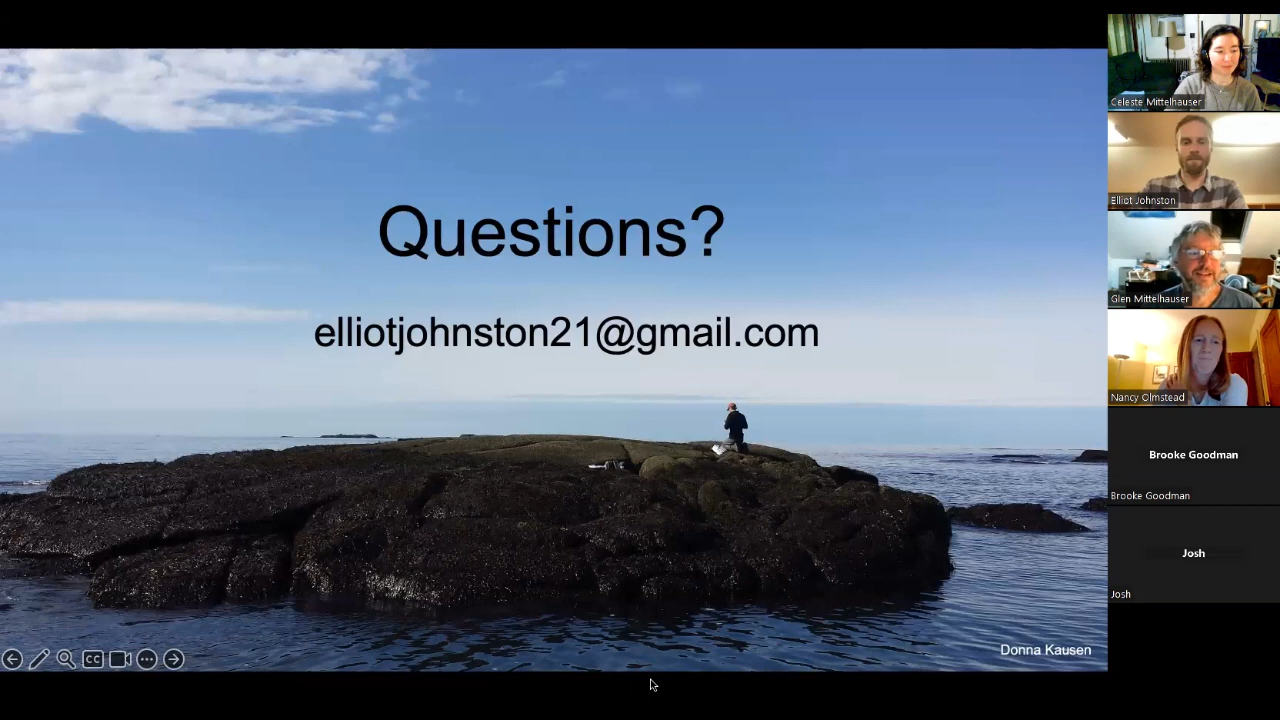 Questions?
elliotjohnston21@gmail.com
Donna Kausen
CC
Celeste Mittelhauser
Elliot Johnston
Glen Mittelhauser
Nancy Olmstead
Brooke Goodman
Brooke Goodman
Josh
Josh